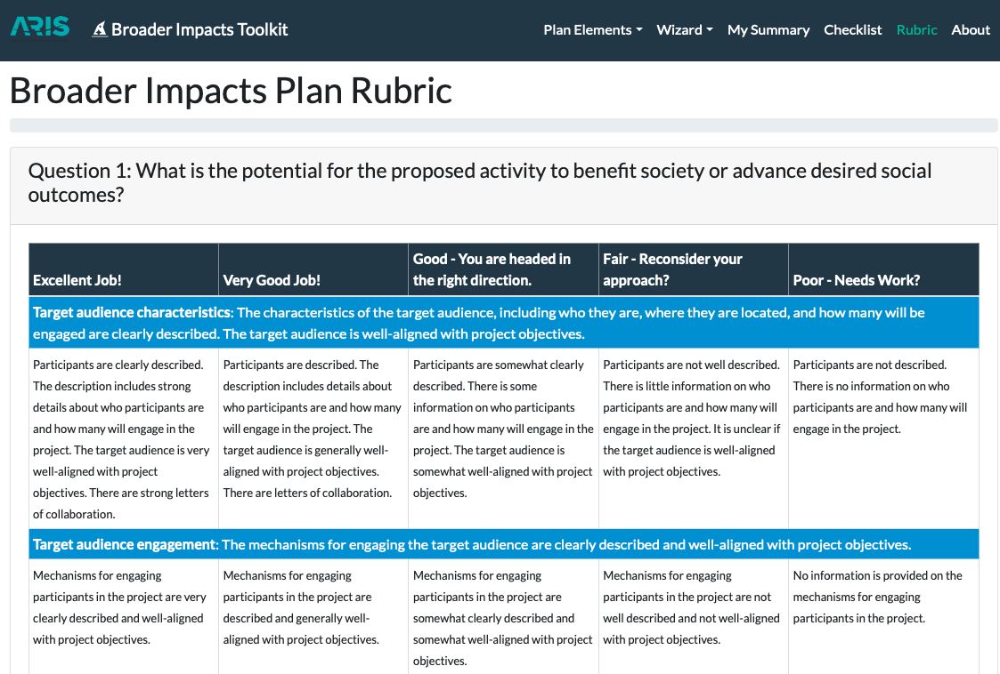 ARIS
Broader Impacts Toolkit
Plan Elements
Wizard
My Summary
Checklist
Rubric
About
Broader Impacts Plan Rubric
Question 1: What is the potential for the proposed activity to benefit society or advance desired social
outcomes?
Excellent Job!
Very Good Job!
Good - You are headed in
the right direction.
Fair - Reconsider your
approach?
Poor - Needs Work?
Target audience characteristics: The characteristics of the target audience, including who they are, where they are located, and how many will be
engaged are clearly described. The target audience is well-aligned with project objectives.
Participants are clearly described.
The description includes strong
details about who participants are
and how many will engage in the
project. The target audience is very
well-aligned with project
objectives. There are strong letters
of collaboration.
Participants are described. The
description includes details about
who participants are and how many
will engage in the project. The
target audience is generally well-
aligned with project objectives.
There are letters of collaboration.
Participants are somewhat clearly
described. There is some
information on who participants
are and how many will engage in the
project. The target audience is
somewhat well-aligned with project
objectives.
Participants are not well described.
There is little information on who
participants are and how many will
engage in the project. It is unclear if
the target audience is well-aligned
with project objectives.
Participants are not described.
There is no information on who
participants are and how many will
engage in the project.
Target audience engagement: The mechanisms for engaging the target audience are clearly described and well-aligned with project objectives.
Mechanisms for engaging
participants in the project are very
clearly described and well-aligned
with project objectives.
Mechanisms for engaging
participants in the project are
described and generally well-
aligned with project objectives.
Mechanisms for engaging
participants in the project are
somewhat clearly described and
somewhat well-aligned with project
objectives.
Mechanisms for engaging
participants in the project are not
well described and not well-aligned
with project objectives.
No information is provided on the
mechanisms for engaging
participants in the project.